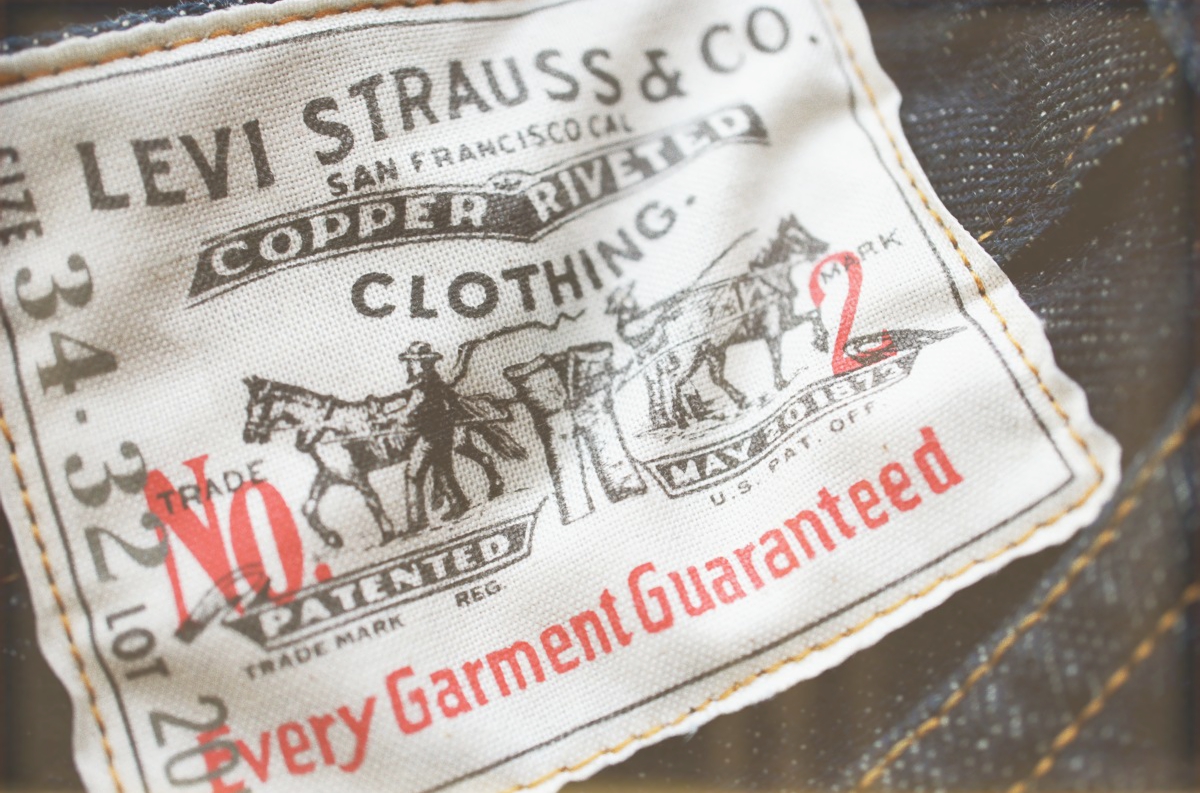 LEVI STRAUSS & CO.
SAN FRANCISCO CAL
COPPER RIVETED
CLOTHING.
TRADE MARK
No. 2
PATENTED MAY 20 1873
TRADE MARK REG. U.S. PAT. OFF.
Every Garment Guaranteed
SIZE 34-32 LOT 20